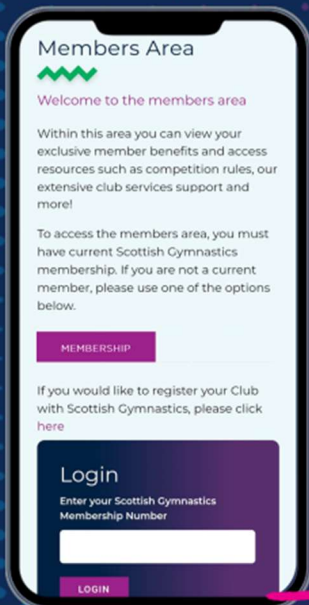 Members Area
Welcome to the members area
Within this area you can view your
exclusive member benefits and access
resources such as competition rules, our
extensive club services support and
more!
To access the members area, you must
have current Scottish Gymnastics
membership. If you are not a current
member, please use one of the options
below.
MEMBERSHIP
If you would like to register your Club
with Scottish Gymnastics, please click
here
Login
Enter your Scottish Gymnastics
Membership Number
LOGIN